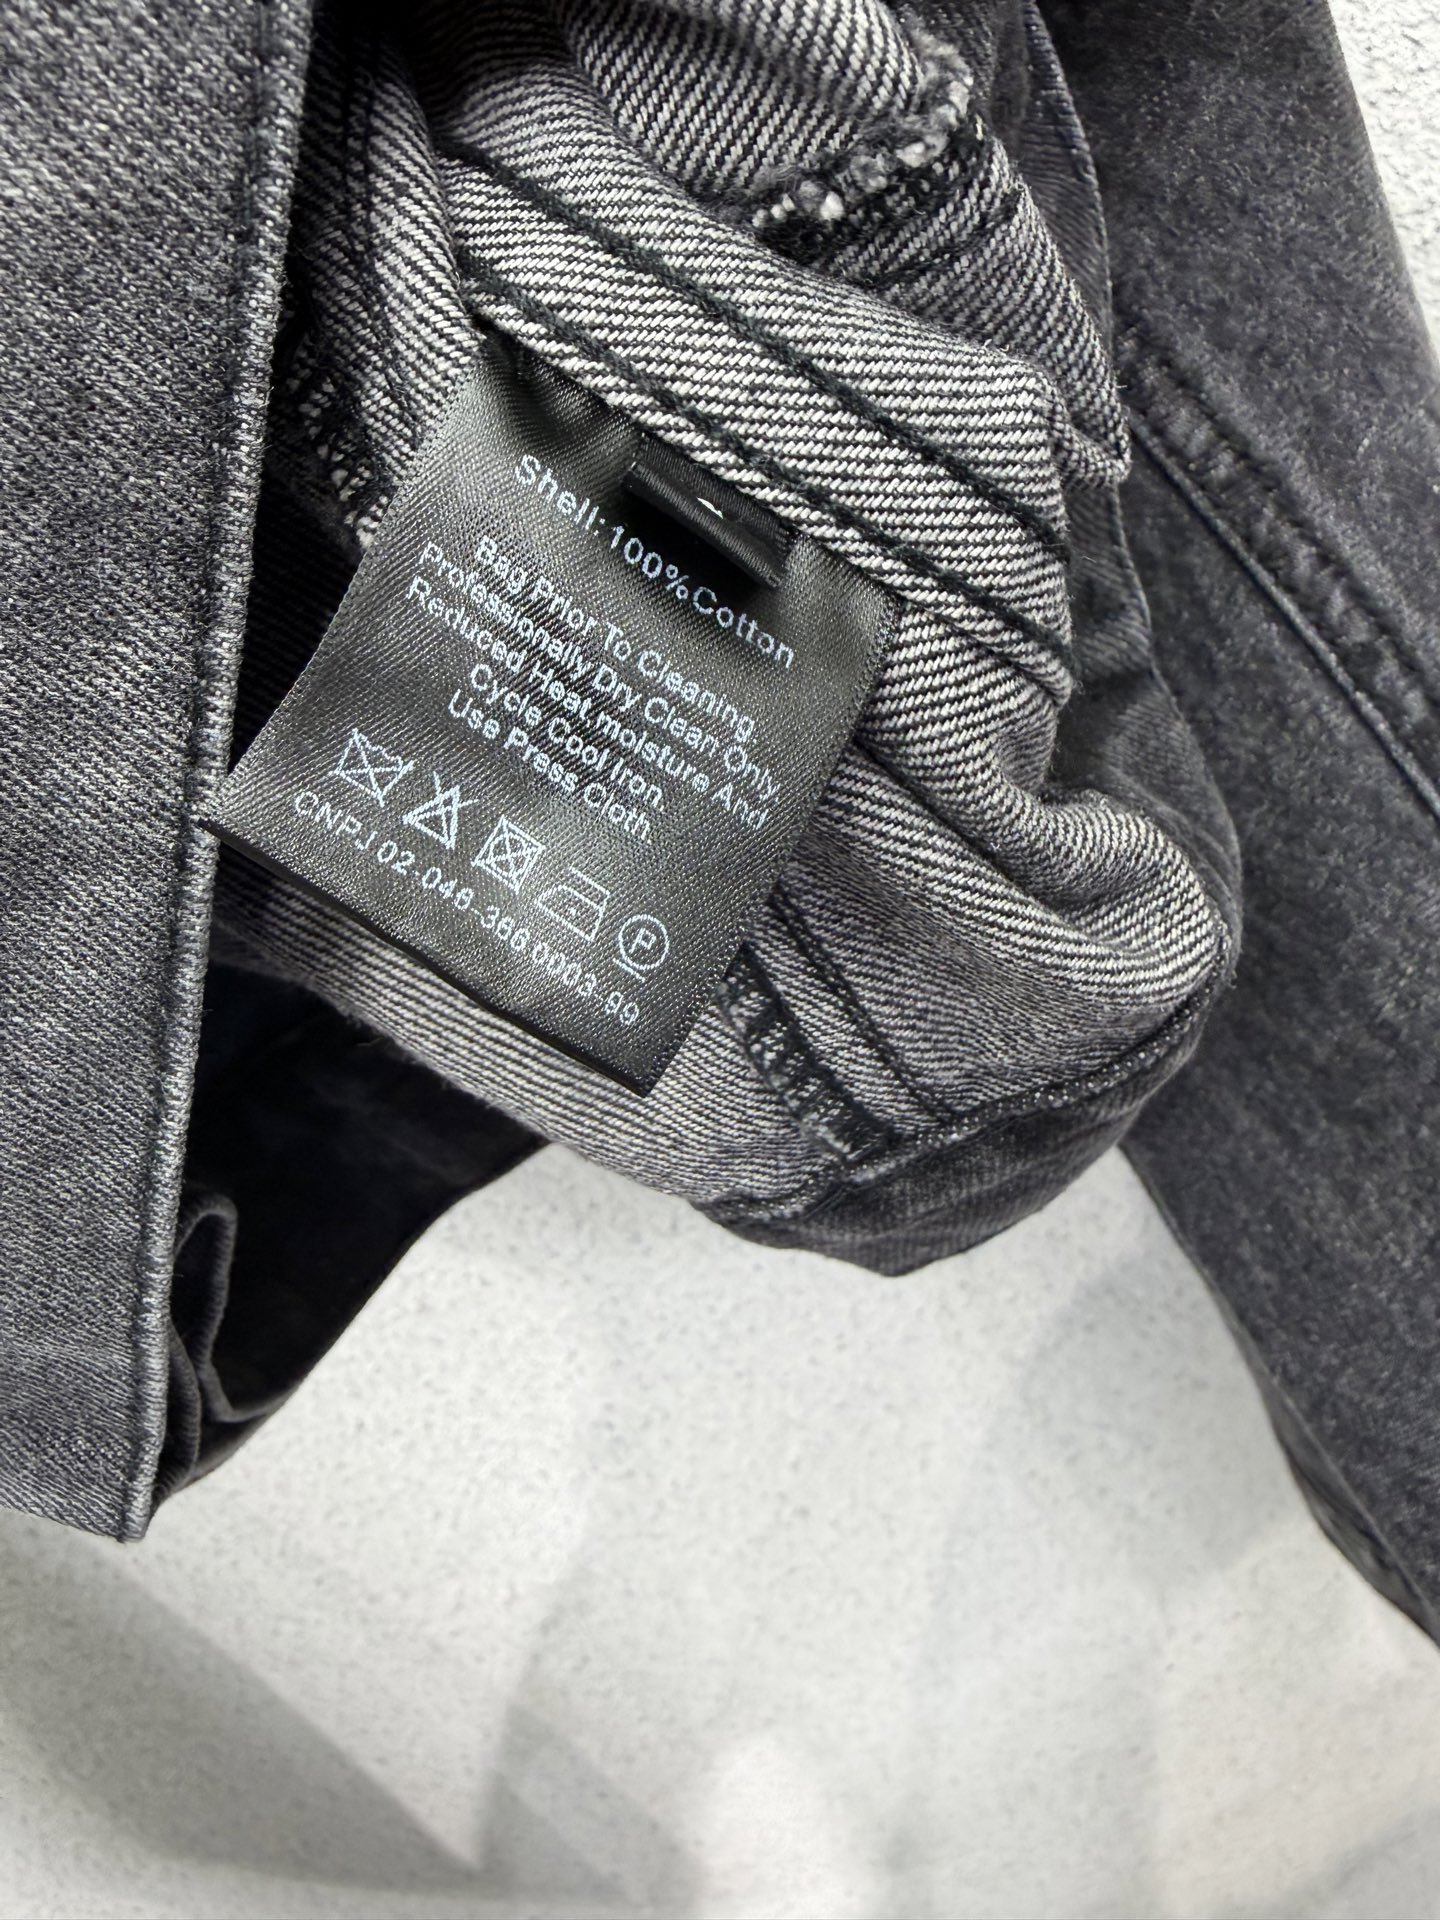 Shell:100%Cotton
Bag Prior To Cleaning
Professionally Dry Clean Only,
Reduced Heat,moisture And
Cycle Cool Iron,
Use Press Cloth
P
CNPJ 02.046-366 0003-99